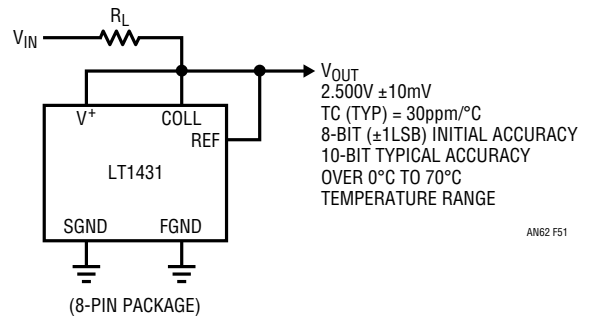 R_L
V_IN
V_OUT
2.500V ±10mV
TC (TYP) = 30ppm/°C
8-BIT (±1LSB) INITIAL ACCURACY
10-BIT TYPICAL ACCURACY
OVER 0°C TO 70°C
TEMPERATURE RANGE
V+
COLL
REF
LT1431
SGND
FGND
AN62 F51
(8-PIN PACKAGE)